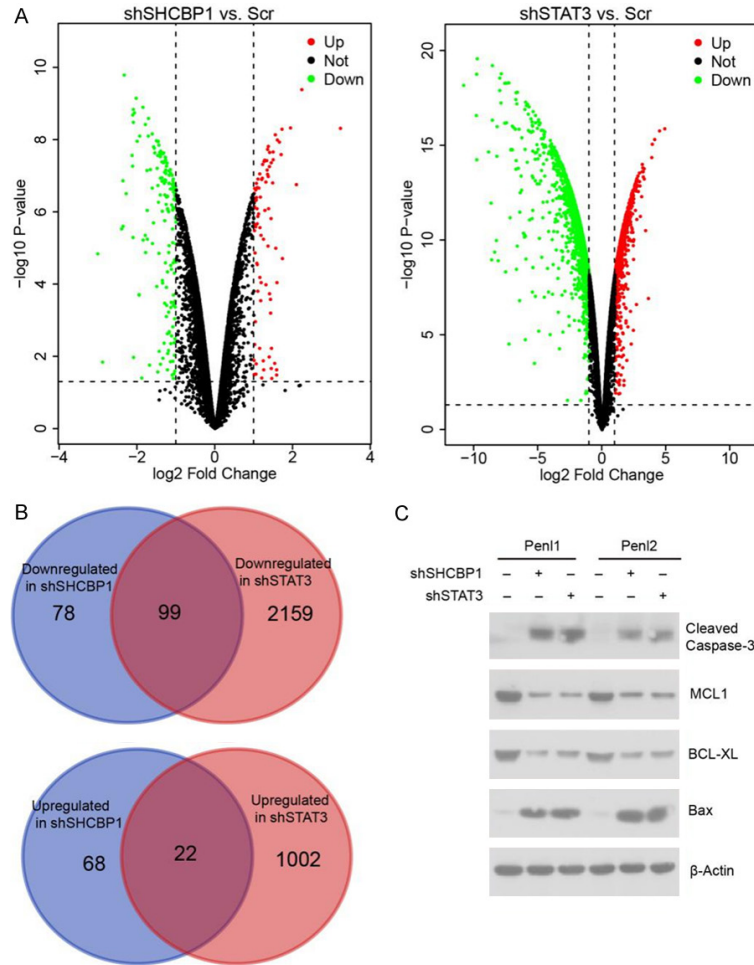 A
shSHCBP1 vs. Scr
Up
Not
Down
10
8
6
4
2
0
−log10 P-value
−4
−2
0
2
4
log2 Fold Change
shSTAT3 vs. Scr
Up
Not
Down
20
15
10
5
0
−log10 P-value
−10
−5
0
5
10
log2 Fold Change
B
Downregulated
in shSHCBP1
78
99
Downregulated
in shSTAT3
2159
Upregulated
in shSHCBP1
68
22
Upregulated
in shSTAT3
1002
C
Penl1 Penl2
shSHCBP1 − + − − + −
shSTAT3 − − + − − +
Cleaved
Caspase-3
MCL1
BCL-XL
Bax
β-Actin